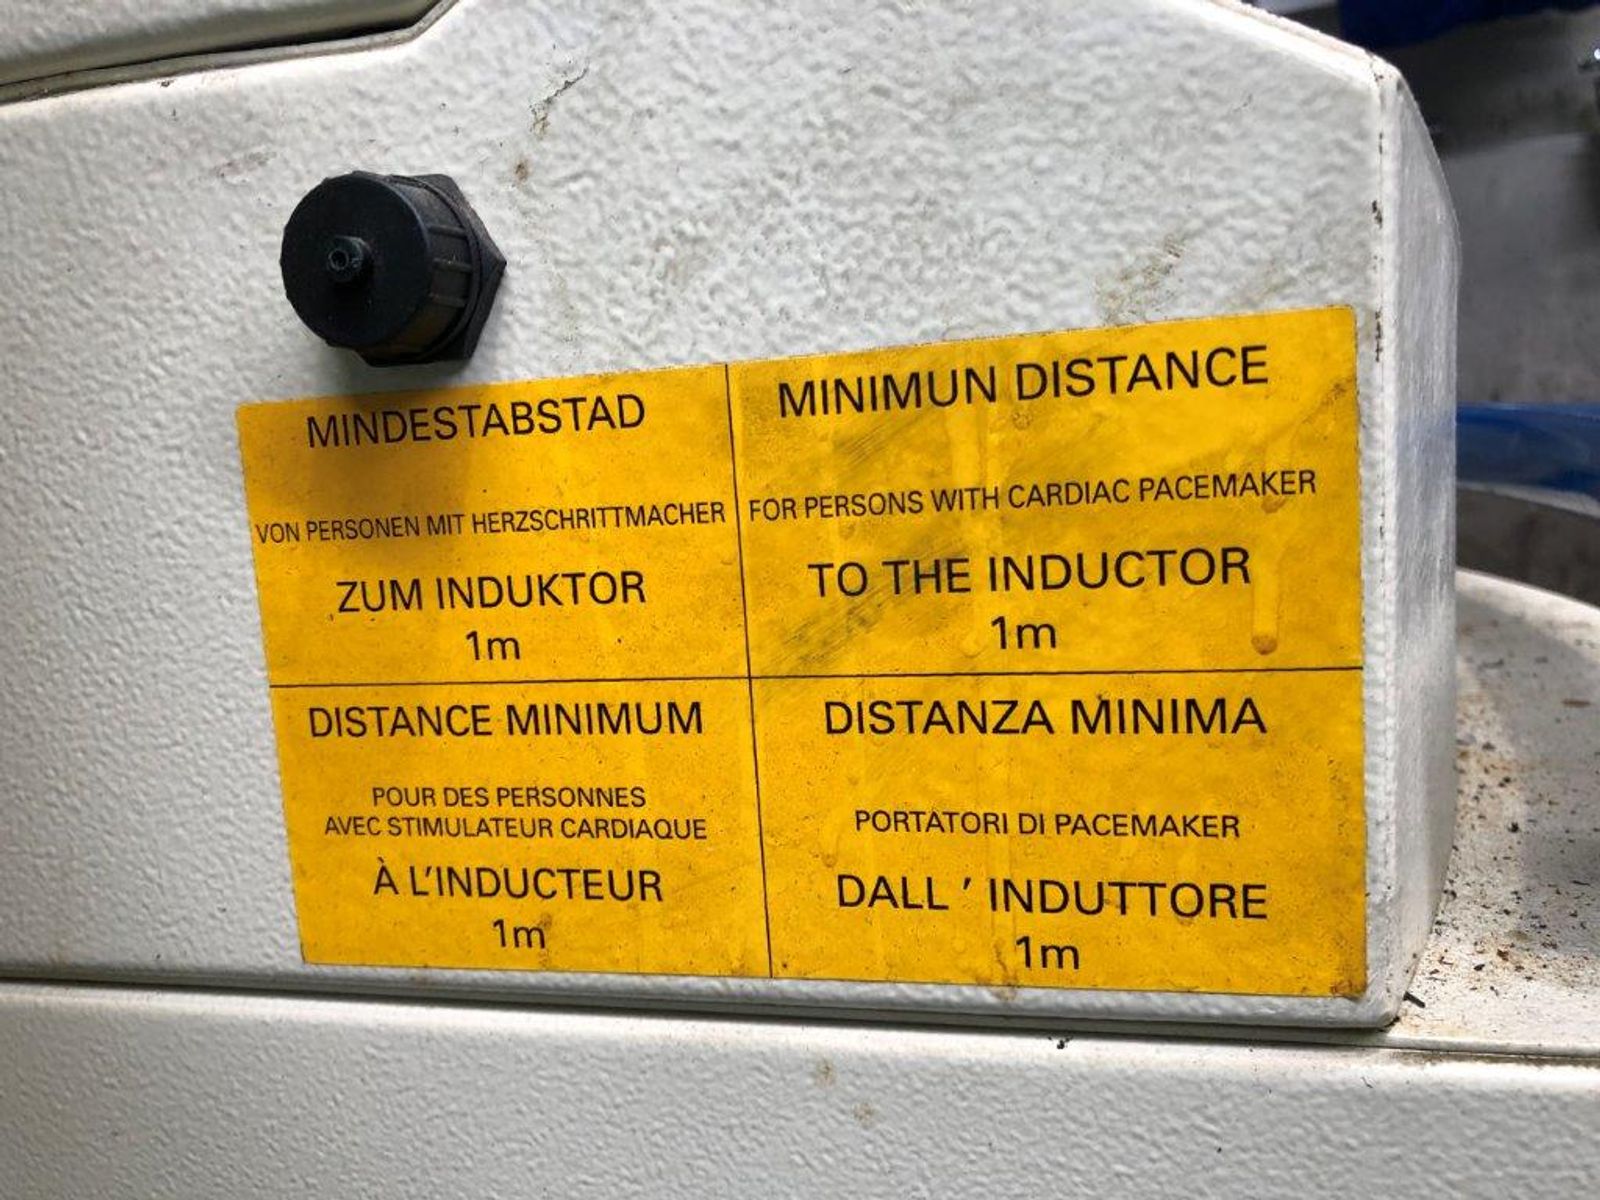 MINDESTABSTAD
VON PERSONEN MIT HERZSCHRITTMACHER
ZUM INDUKTOR
1m
MINIMUN DISTANCE
FOR PERSONS WITH CARDIAC PACEMAKER
TO THE INDUCTOR
1m
DISTANCE MINIMUM
POUR DES PERSONNES
AVEC STIMULATEUR CARDIAQUE
À L'INDUCTEUR
1m
DISTANZA MINIMA
PORTATORI DI PACEMAKER
DALL ' INDUTTORE
1m